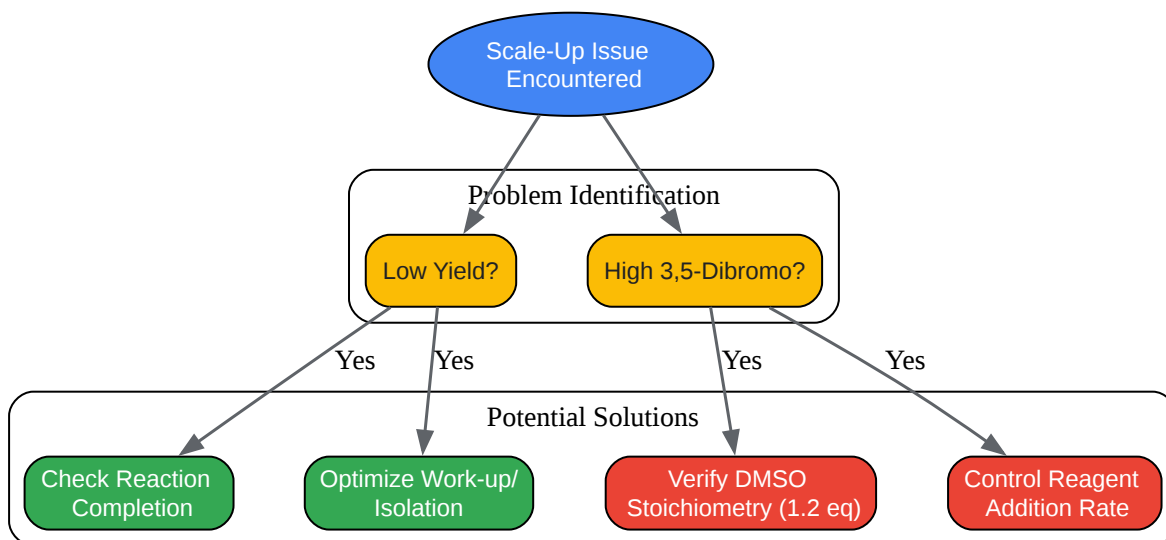 Scale-Up Issue
Encountered
Problem Identification
Low Yield?
High 3,5-Dibromo?
Yes
Yes
Yes
Yes
Potential Solutions
Check Reaction
Completion
Optimize Work-up/
Isolation
Verify DMSO
Stoichiometry (1.2 eq)
Control Reagent
Addition Rate